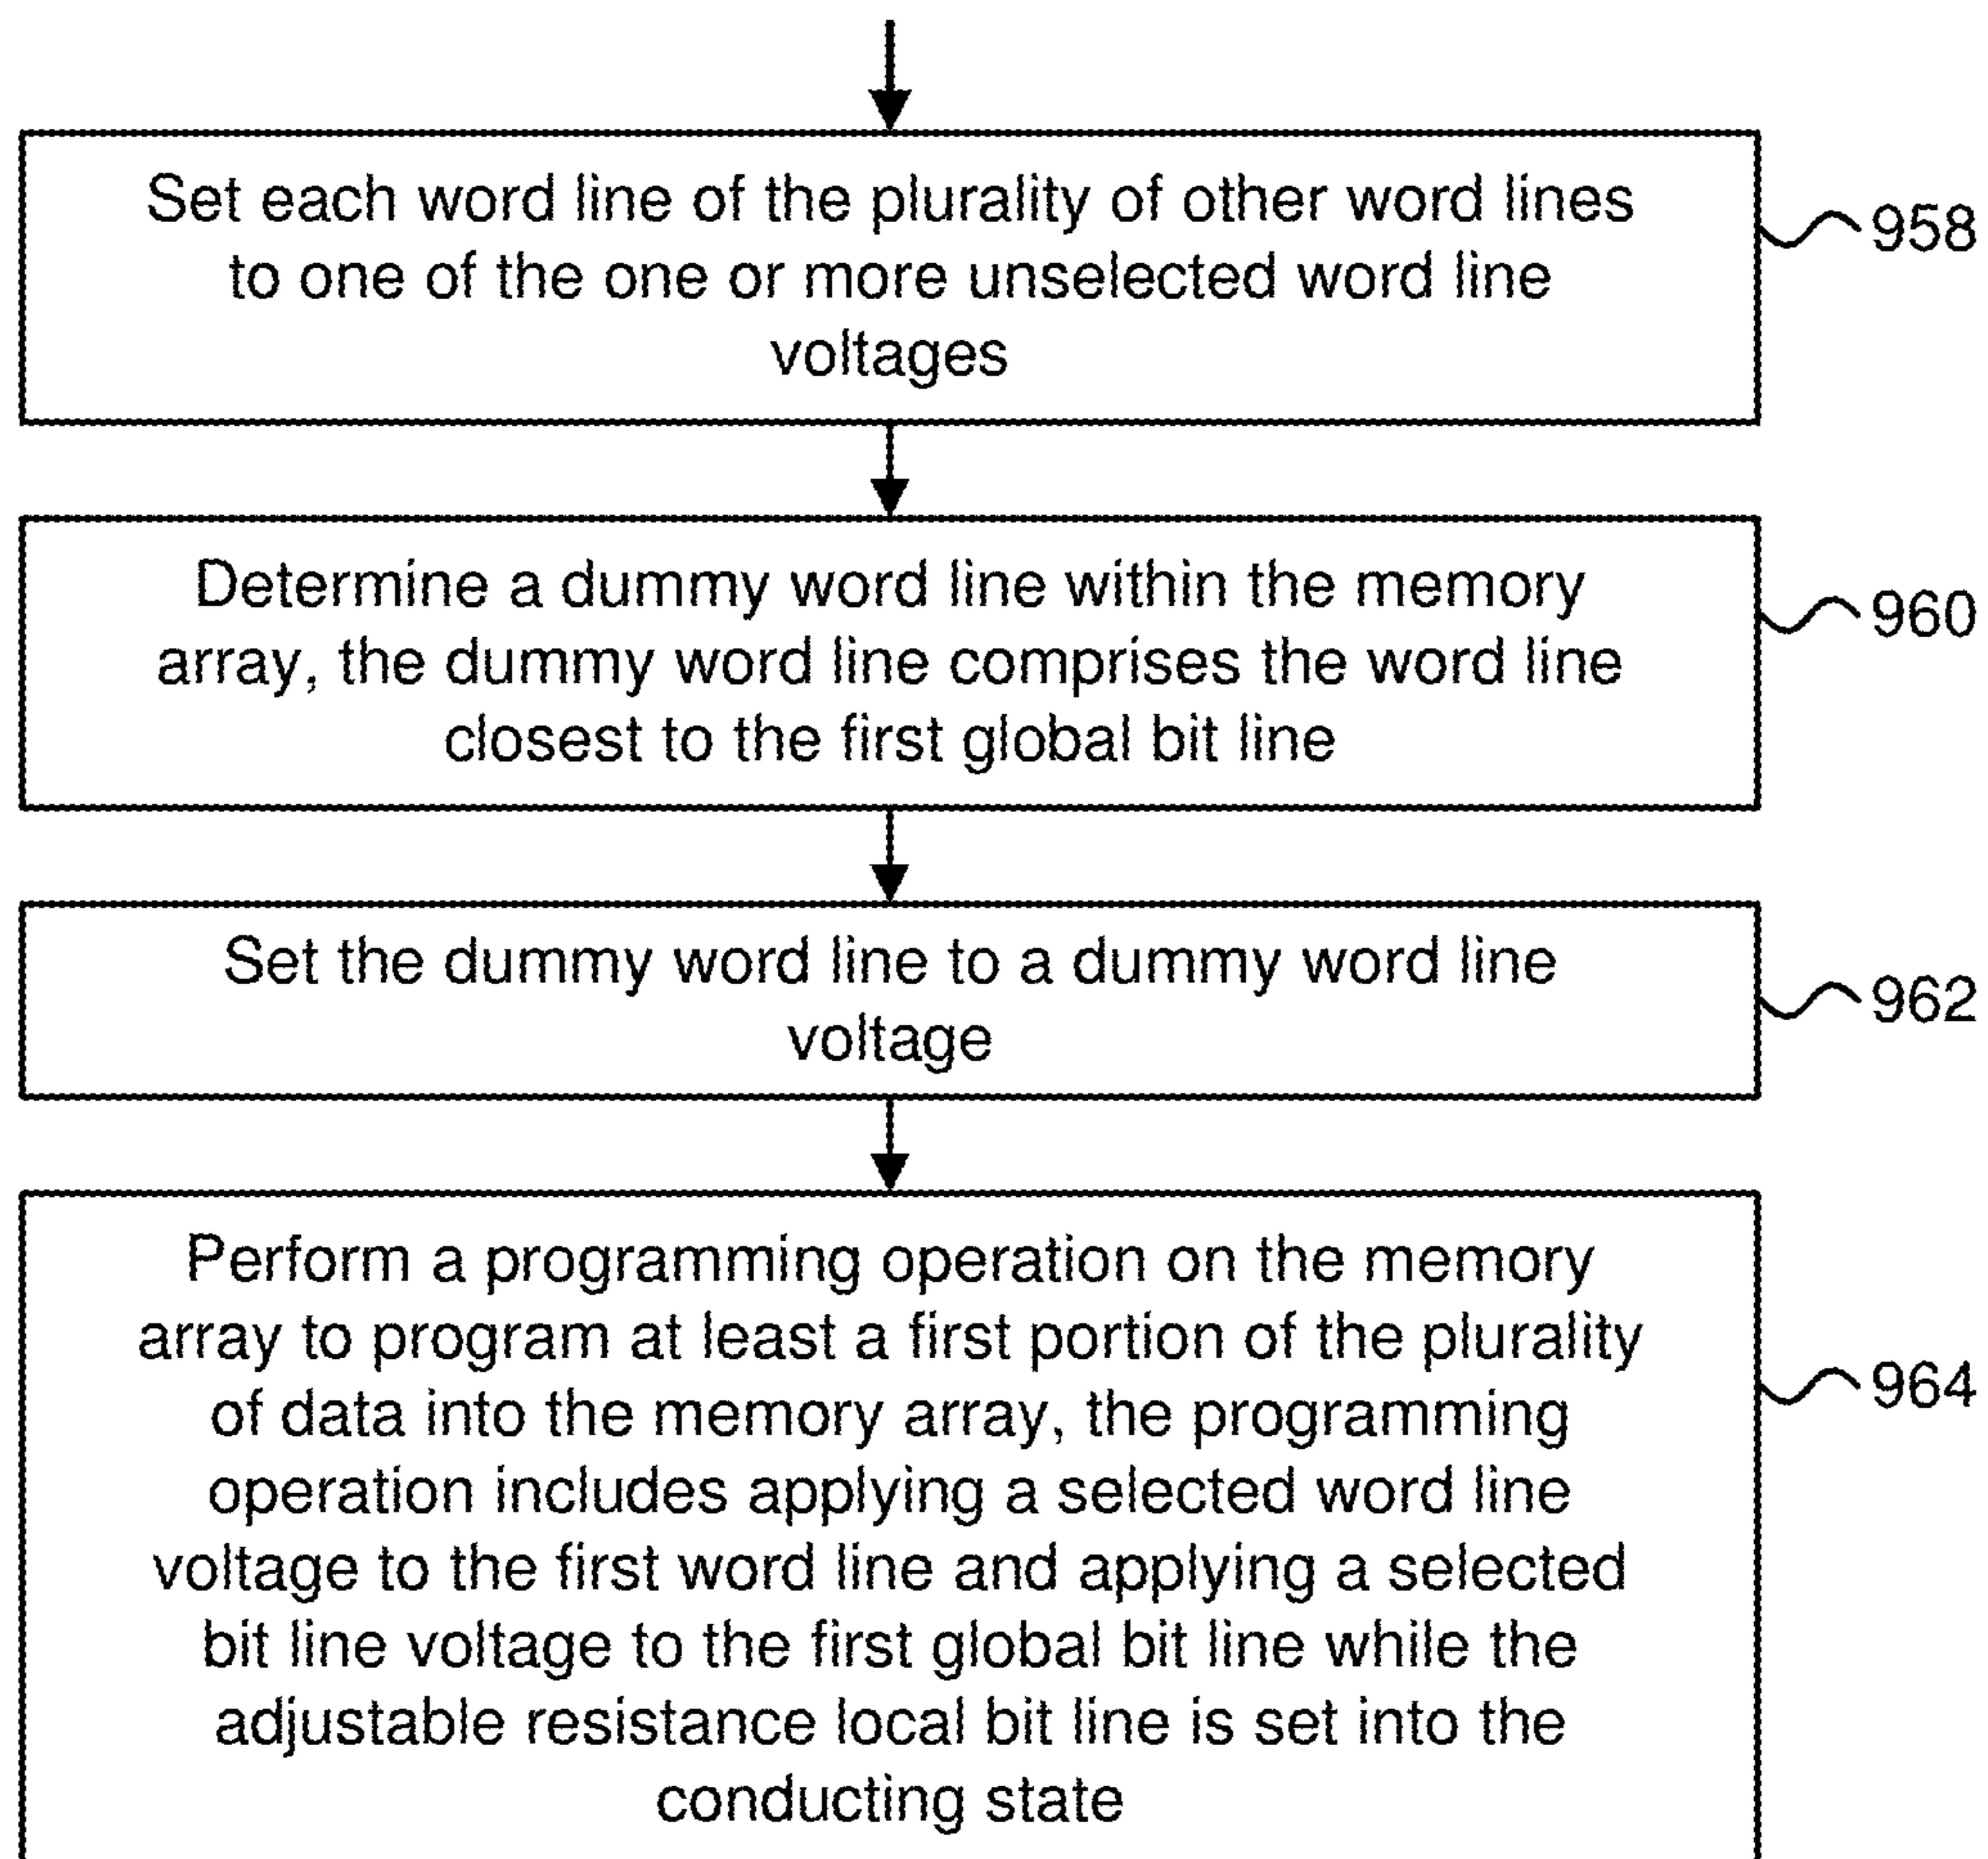 Set each word line of the plurality of other word lines
to one of the one or more unselected word line
voltages
958
Determine a dummy word line within the memory
array, the dummy word line comprises the word line
closest to the first global bit line
960
Set the dummy word line to a dummy word line
voltage
962
Perform a programming operation on the memory
array to program at least a first portion of the plurality
of data into the memory array, the programming
operation includes applying a selected word line
voltage to the first word line and applying a selected
bit line voltage to the first global bit line while the
adjustable resistance local bit line is set into the
conducting state
964